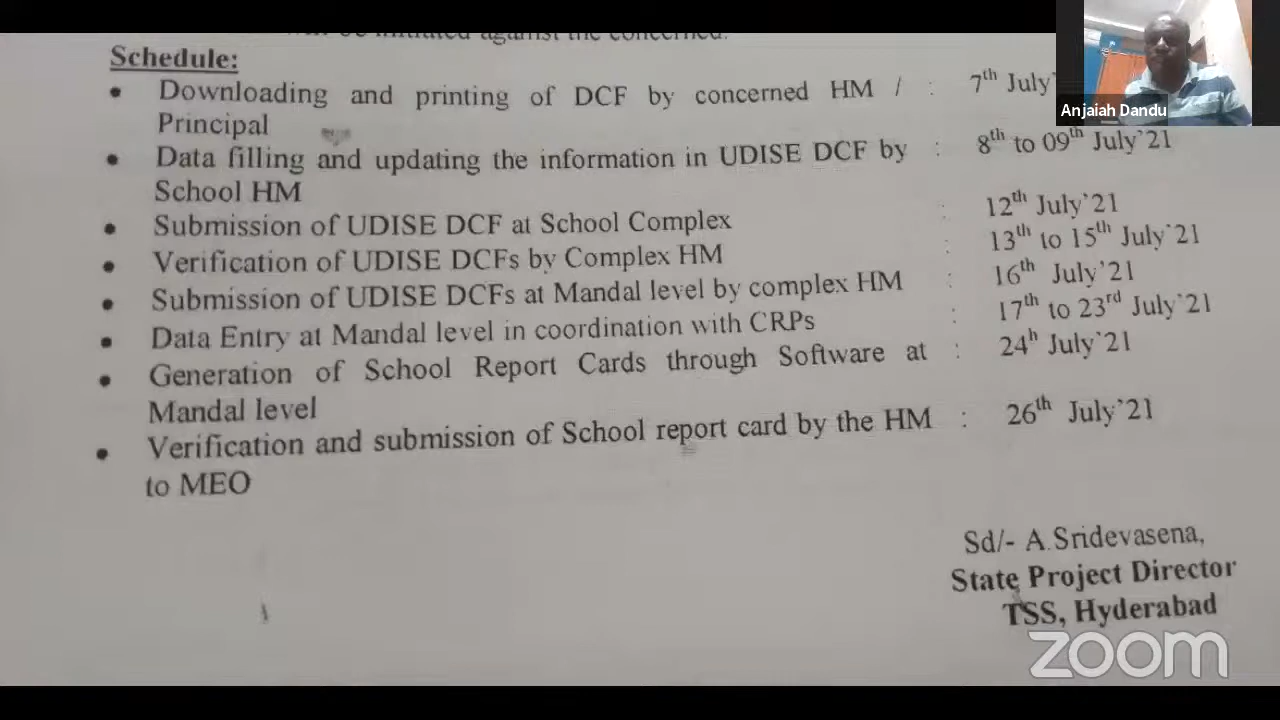 against the concerned.
Schedule:
• Downloading and printing of DCF by concerned HM / : 7th July'
Principal
• Data filling and updating the information in UDISE DCF by : 8th to 09th July'21
School HM
• Submission of UDISE DCF at School Complex : 12th July'21
• Verification of UDISE DCFs by Complex HM : 13th to 15th July'21
• Submission of UDISE DCFs at Mandal level by complex HM : 16th July'21
• Data Entry at Mandal level in coordination with CRPs : 17th to 23rd July'21
• Generation of School Report Cards through Software at : 24h July'21
Mandal level
• Verification and submission of School report card by the HM : 26th July'21
to MEO
Sd/- A.Sridevasena,
State Project Director
TSS, Hyderabad
zoom
Anjaiah Dandu